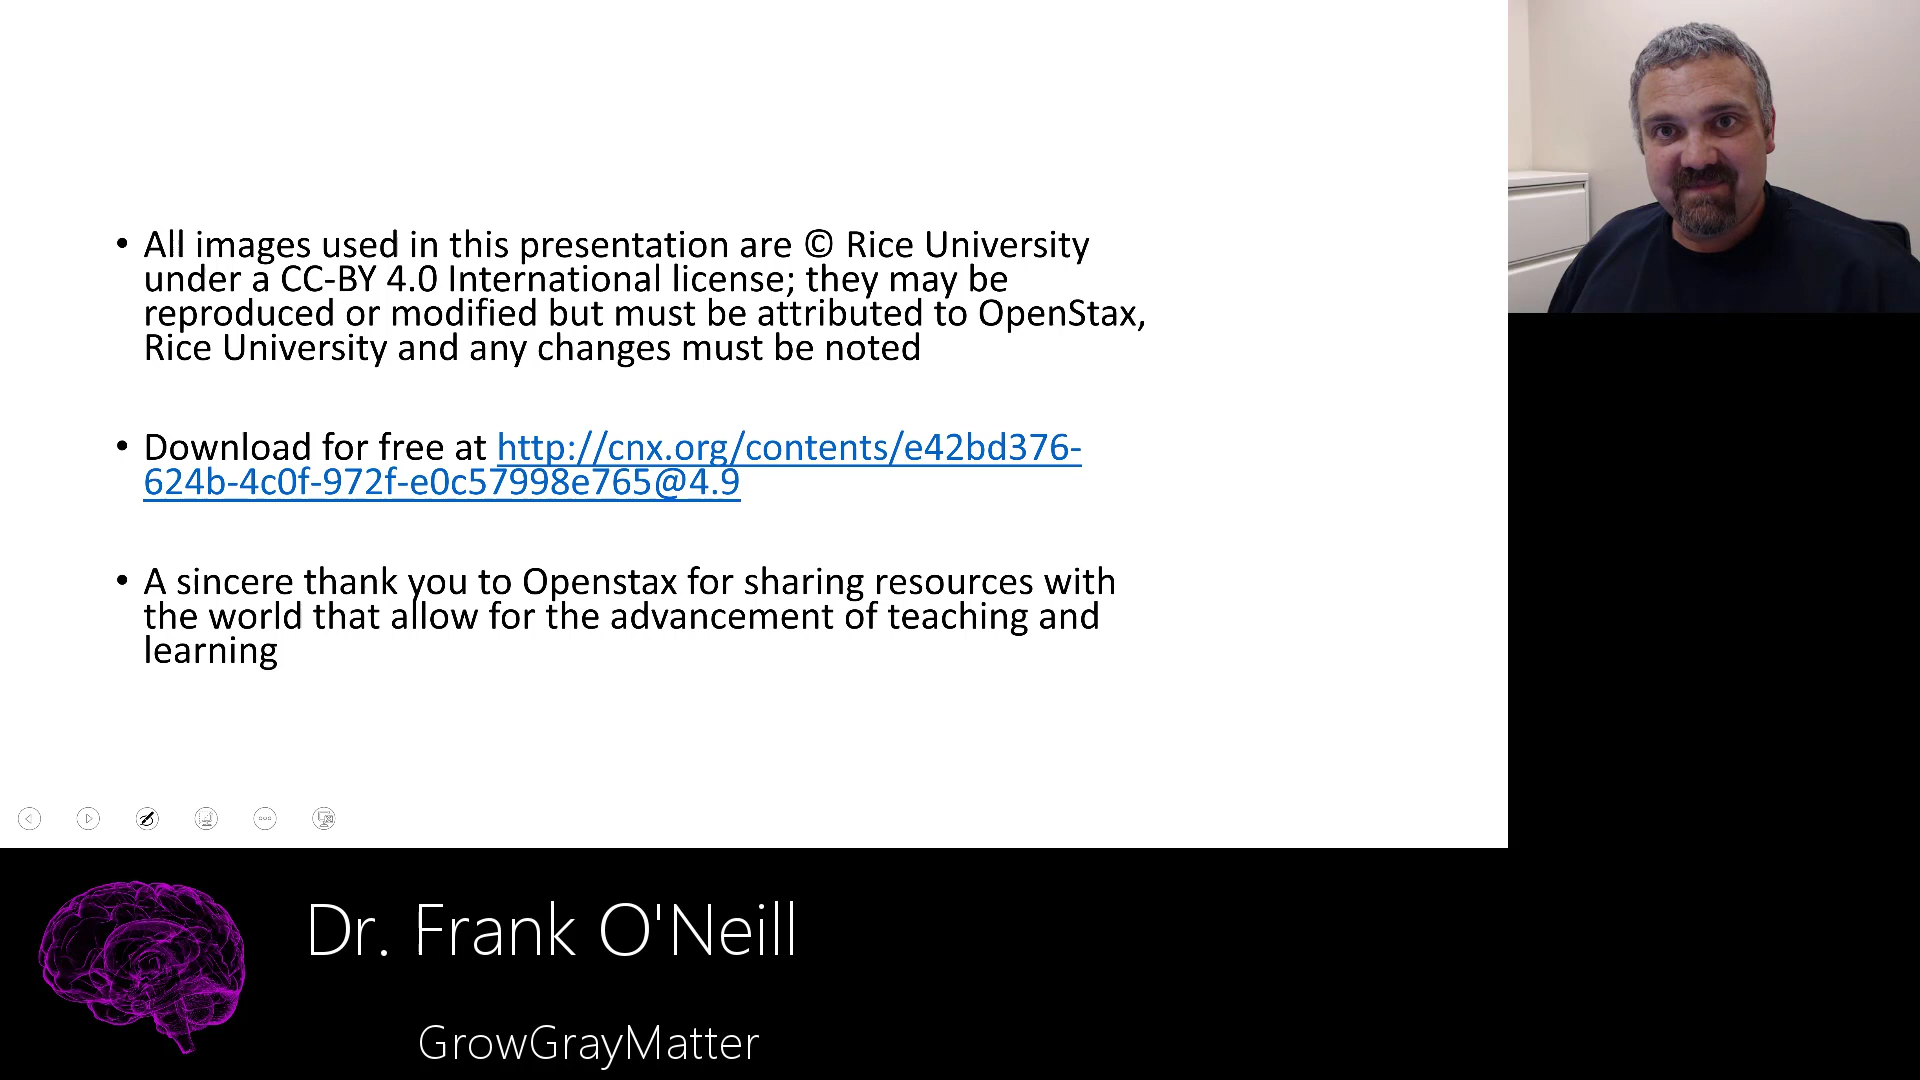 • All images used in this presentation are © Rice University
under a CC-BY 4.0 International license; they may be
reproduced or modified but must be attributed to OpenStax,
Rice University and any changes must be noted
• Download for free at http://cnx.org/contents/e42bd376-
624b-4c0f-972f-e0c57998e765@4.9
• A sincere thank you to Openstax for sharing resources with
the world that allow for the advancement of teaching and
learning
Dr. Frank O'Neill
GrowGrayMatter